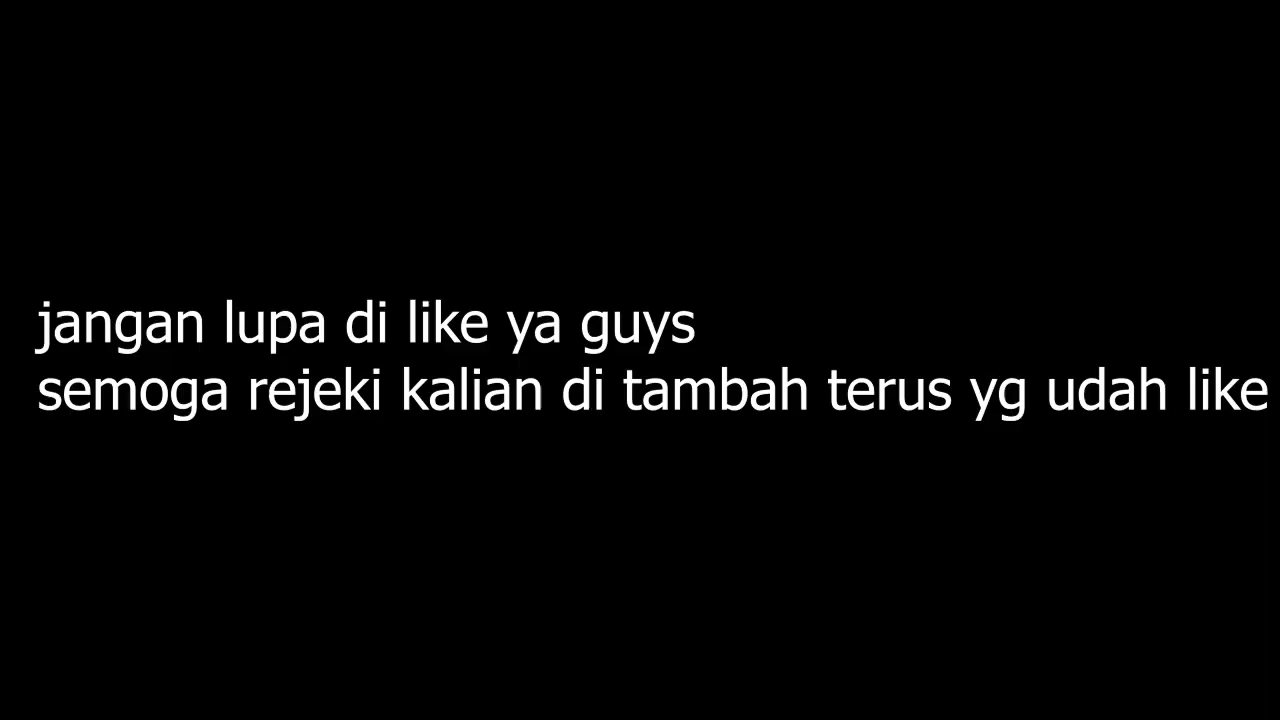 jangan lupa di like ya guys
semoga rejeki kalian di tambah terus yg udah like